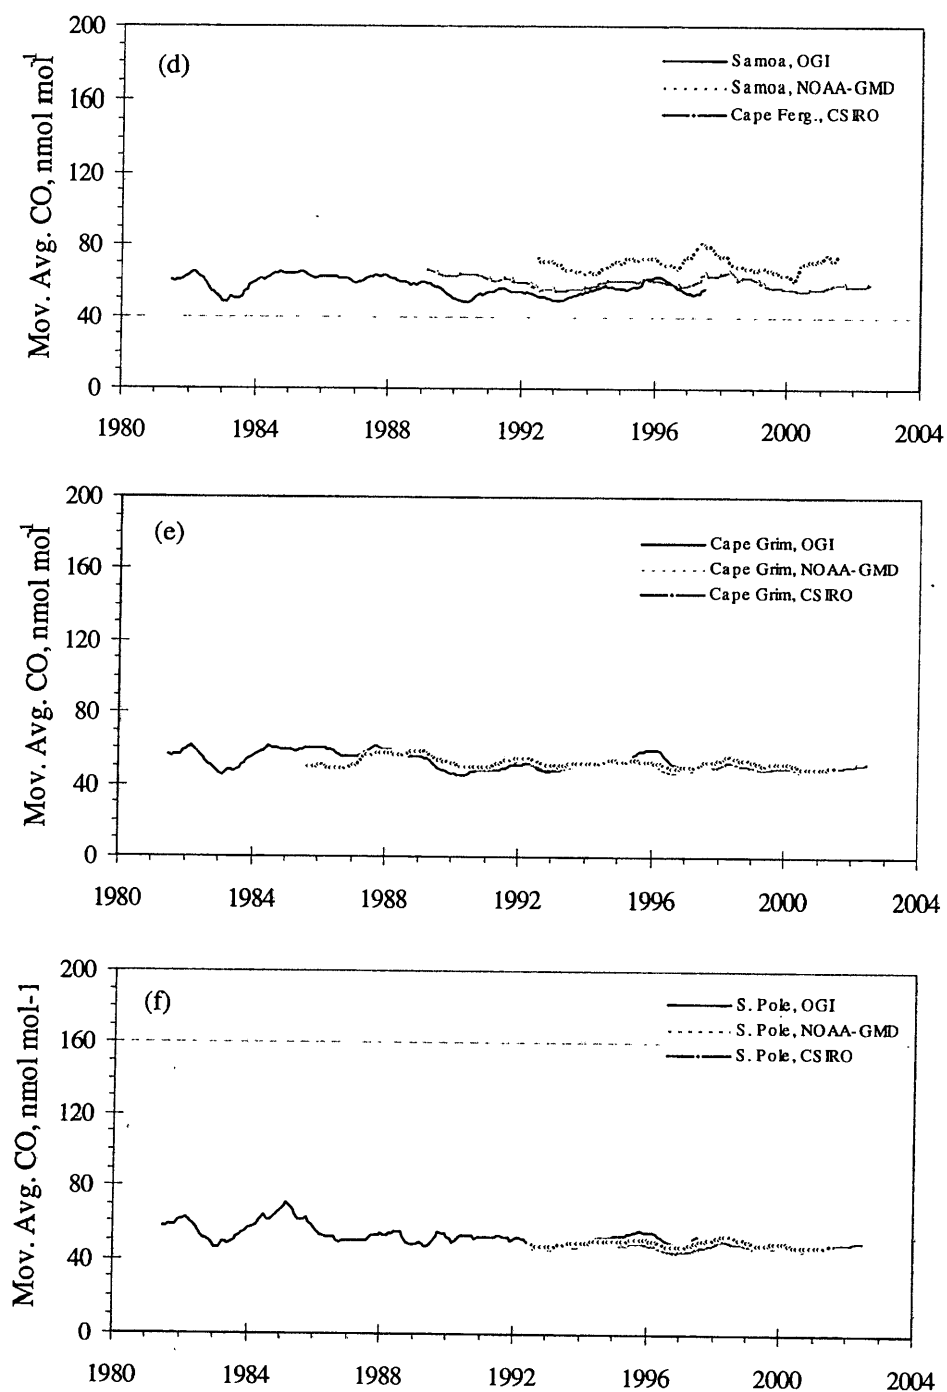 200
(d)
Samoa, OGI
Samoa, NOAA-GMD
Cape Ferg., CSIRO
160
120
80
40
0
Mov. Avg. CO, nmol mol-1
1980 1984 1988 1992 1996 2000 2004
200
(e)
Cape Grim, OGI
Cape Grim, NOAA-GMD
Cape Grim, CSIRO
160
120
80
40
0
Mov. Avg. CO, nmol mol-1
1980 1984 1988 1992 1996 2000 2004
200
(f)
S. Pole, OGI
S. Pole, NOAA-GMD
S. Pole, CSIRO
160
120
80
40
0
Mov. Avg. CO, nmol mol-1
1980 1984 1988 1992 1996 2000 2004